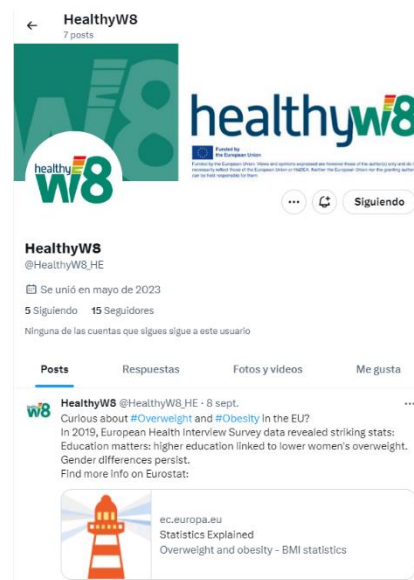 HealthyW8
7 posts
healthyw8
Funded by
the European Union
healthy
W8
Siguiendo
HealthyW8
@HealthyW8_HE
Se unió en mayo de 2023
5 Siguiendo 15 Seguidores
Ninguna de las cuentas que sigues sigue a este usuario
Posts Respuestas Fotos y videos Me gusta
HealthyW8 @HealthyW8_HE · 8 sept.
Curious about #Overweight and #Obesity in the EU?
In 2019, European Health Interview Survey data revealed striking stats:
Education matters: higher education linked to lower women's overweight.
Gender differences persist.
Find more info on Eurostat:
ec.europa.eu
Statistics Explained
Overweight and obesity - BMI statistics